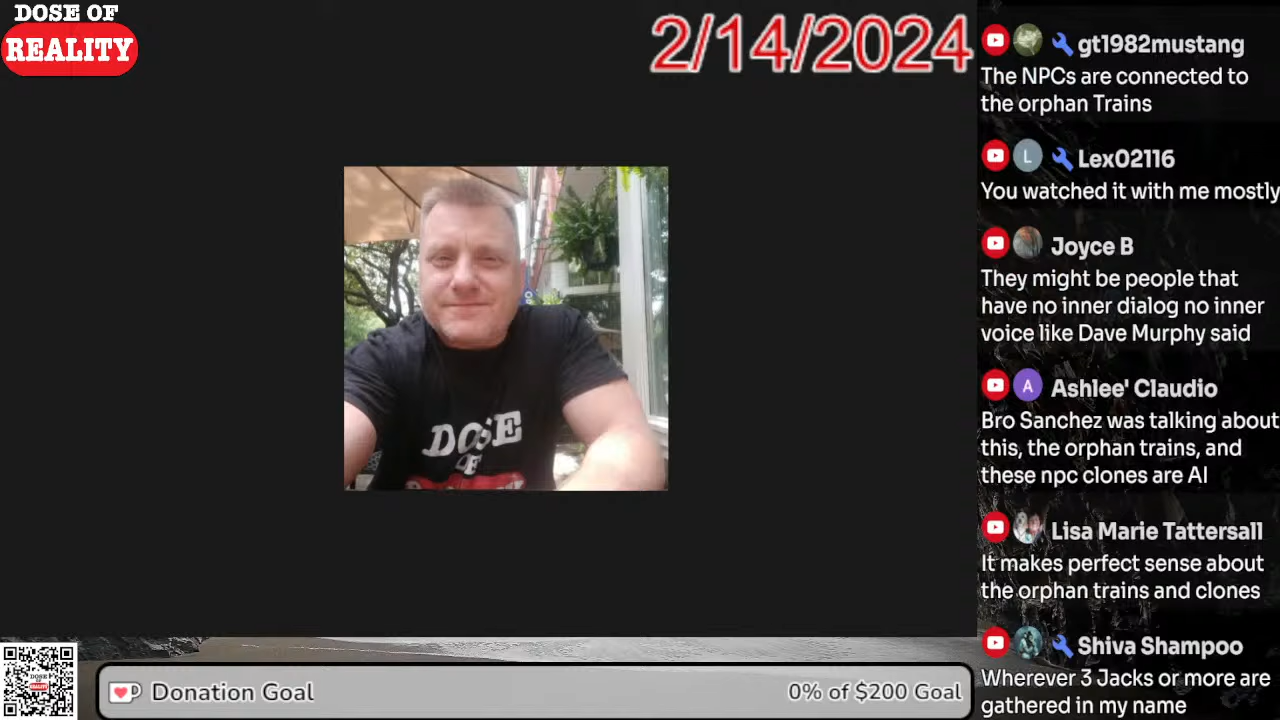 DOSE OF
REALITY
2/14/2024
DOSE
OF
gt1982mustang
The NPCs are connected to
the orphan Trains
L Lex02116
You watched it with me mostly
Joyce B
They might be people that
have no inner dialog no inner
voice like Dave Murphy said
A Ashlee' Claudio
Bro Sanchez was talking about
this, the orphan trains, and
these npc clones are AI
Lisa Marie Tattersall
It makes perfect sense about
the orphan trains and clones
Shiva Shampoo
Wherever 3 Jacks or more are
gathered in my name
DOSE
OF
REALITY
Donation Goal
0% of $200 Goal